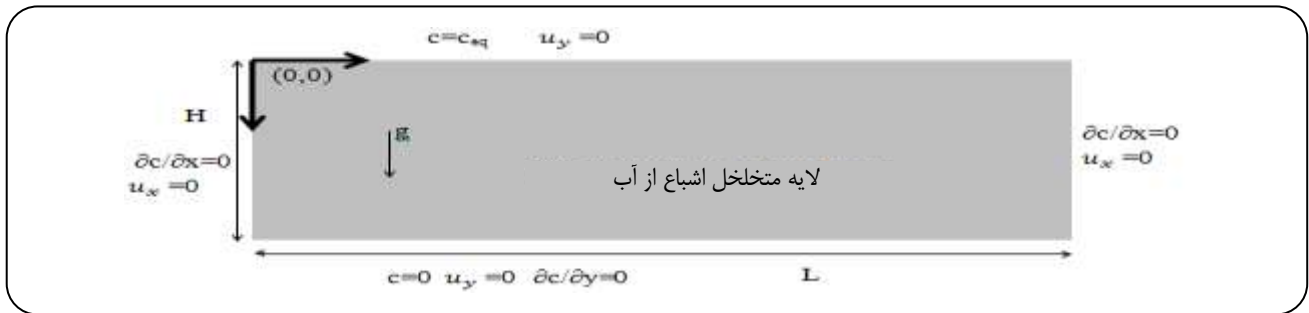 c=c_eq u_y =0
(0,0)
H
g
∂c/∂x=0
u_x =0
∂c/∂x=0
u_x =0
لایه متخلخل اشباع از آب
c=0 u_y =0 ∂c/∂y=0
L